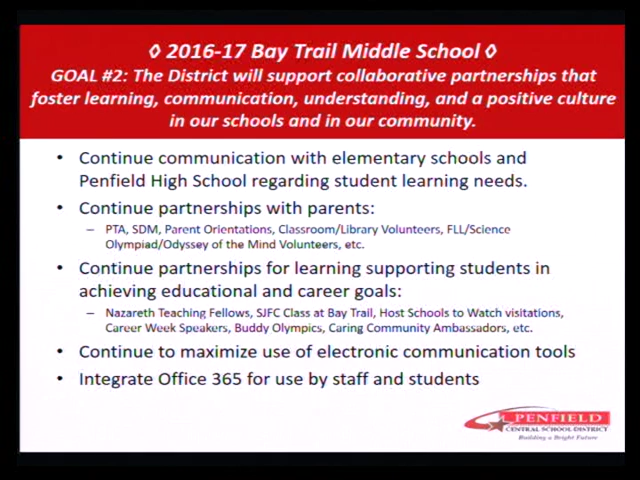 ◊ 2016-17 Bay Trail Middle School ◊
GOAL #2: The District will support collaborative partnerships that
foster learning, communication, understanding, and a positive culture
in our schools and in our community.
• Continue communication with elementary schools and
Penfield High School regarding student learning needs.
• Continue partnerships with parents:
– PTA, SDM, Parent Orientations, Classroom/Library Volunteers, FLL/Science
Olympiad/Odyssey of the Mind Volunteers, etc.
• Continue partnerships for learning supporting students in
achieving educational and career goals:
– Nazareth Teaching Fellows, SJFC Class at Bay Trail, Host Schools to Watch visitations,
Career Week Speakers, Buddy Olympics, Caring Community Ambassadors, etc.
• Continue to maximize use of electronic communication tools
• Integrate Office 365 for use by staff and students
PENFIELD
CENTRAL SCHOOL DISTRICT
Building a Bright Future